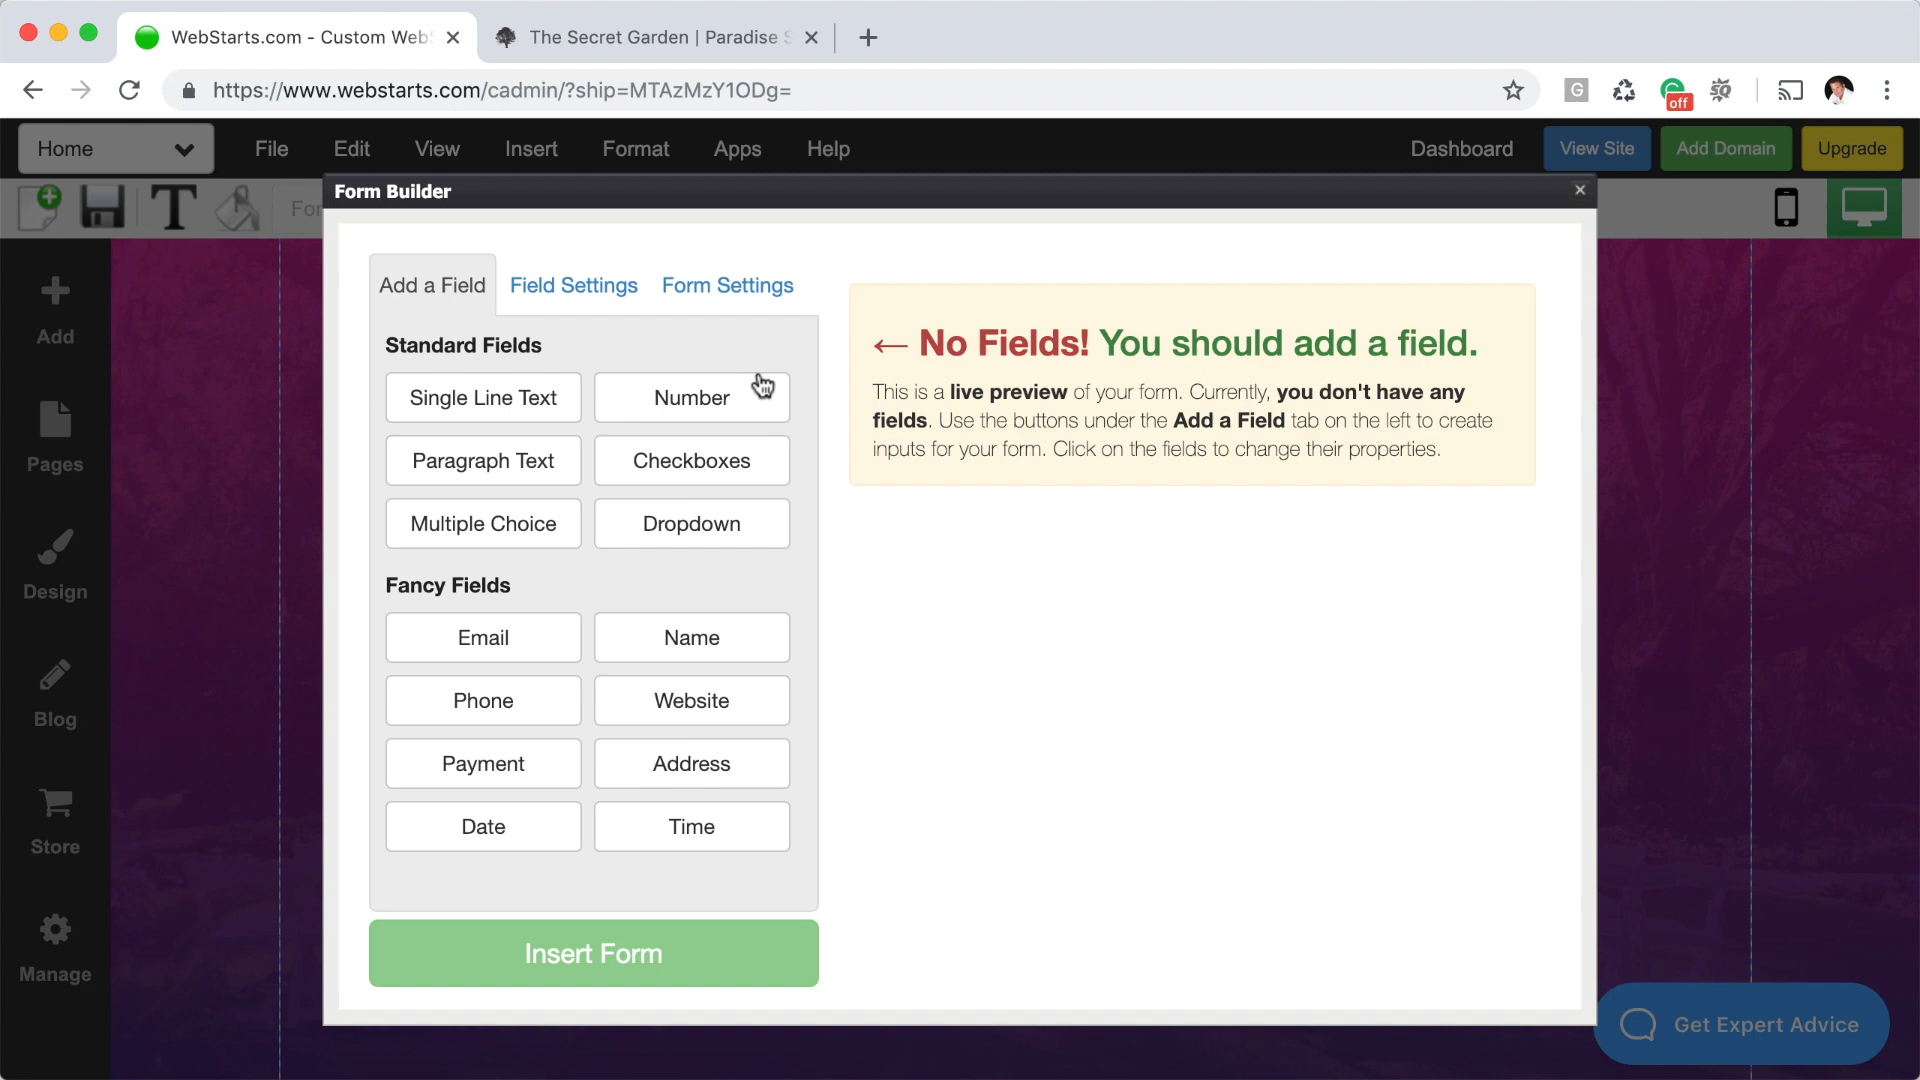 WebStarts.com - Custom Web
The Secret Garden | Paradise S
https://www.webstarts.com/cadmin/?ship=MTAzMzY1ODg=
G
off
Home
File
Edit
View
Insert
Format
Apps
Help
Dashboard
View Site
Add Domain
Upgrade
T
For
Form Builder
Add
Pages
Design
Blog
Store
Manage
Add a Field
Field Settings
Form Settings
Standard Fields
Single Line Text
Number
Paragraph Text
Checkboxes
Multiple Choice
Dropdown
Fancy Fields
Email
Name
Phone
Website
Payment
Address
Date
Time
Insert Form
← No Fields! You should add a field.
This is a live preview of your form. Currently, you don't have any
fields. Use the buttons under the Add a Field tab on the left to create
inputs for your form. Click on the fields to change their properties.
Get Expert Advice